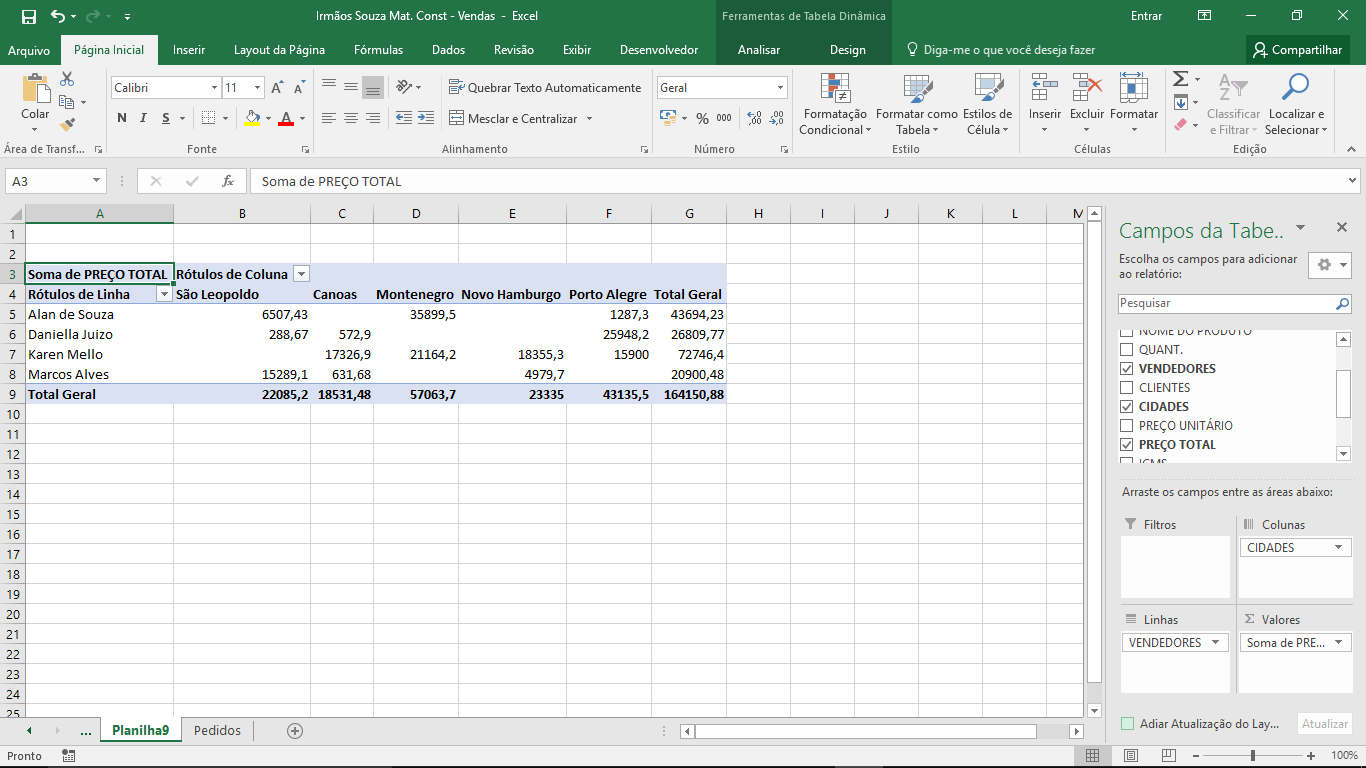 Irmãos Souza Mat. Const - Vendas - Excel
Ferramentas de Tabela Dinâmica
Entrar
Arquivo Página Inicial Inserir Layout da Página Fórmulas Dados Revisão Exibir Desenvolvedor Analisar Design Diga-me o que você deseja fazer Compartilhar
Colar
Área de Transf...
Calibri 11
N I S
A
Fonte
Quebrar Texto Automaticamente
Mesclar e Centralizar
Alinhamento
Geral
% 000
Número
Formatação
Condicional
Formatar como
Tabela
Estilos de
Célula
Estilo
Inserir Excluir Formatar
Células
Classificar
e Filtrar
Localizar e
Selecionar
Edição
A3 fx Soma de PREÇO TOTAL
A B C D E F G H I J K L M
1
2
3 Soma de PREÇO TOTAL Rótulos de Coluna
4 Rótulos de Linha São Leopoldo Canoas Montenegro Novo Hamburgo Porto Alegre Total Geral
5 Alan de Souza 6507,43 35899,5 1287,3 43694,23
6 Daniella Juizo 288,67 572,9 25948,2 26809,77
7 Karen Mello 17326,9 21164,2 18355,3 15900 72746,4
8 Marcos Alves 15289,1 631,68 4979,7 20900,48
9 Total Geral 22085,2 18531,48 57063,7 23335 43135,5 164150,88
10
11
12
13
14
15
16
17
18
19
20
21
22
23
24
25
Campos da Tabe..
Escolha os campos para adicionar
ao relatório:
Pesquisar
NOME DO PRODUTO
QUANT.
VENDEDORES
CLIENTES
CIDADES
PREÇO UNITÁRIO
PREÇO TOTAL
ICMS
Arraste os campos entre as áreas abaixo:
Filtros
Colunas
CIDADES
Linhas
VENDEDORES
Σ Valores
Soma de PRE...
Adiar Atualização do Lay... Atualizar
... Planilha9 Pedidos
Pronto
100%